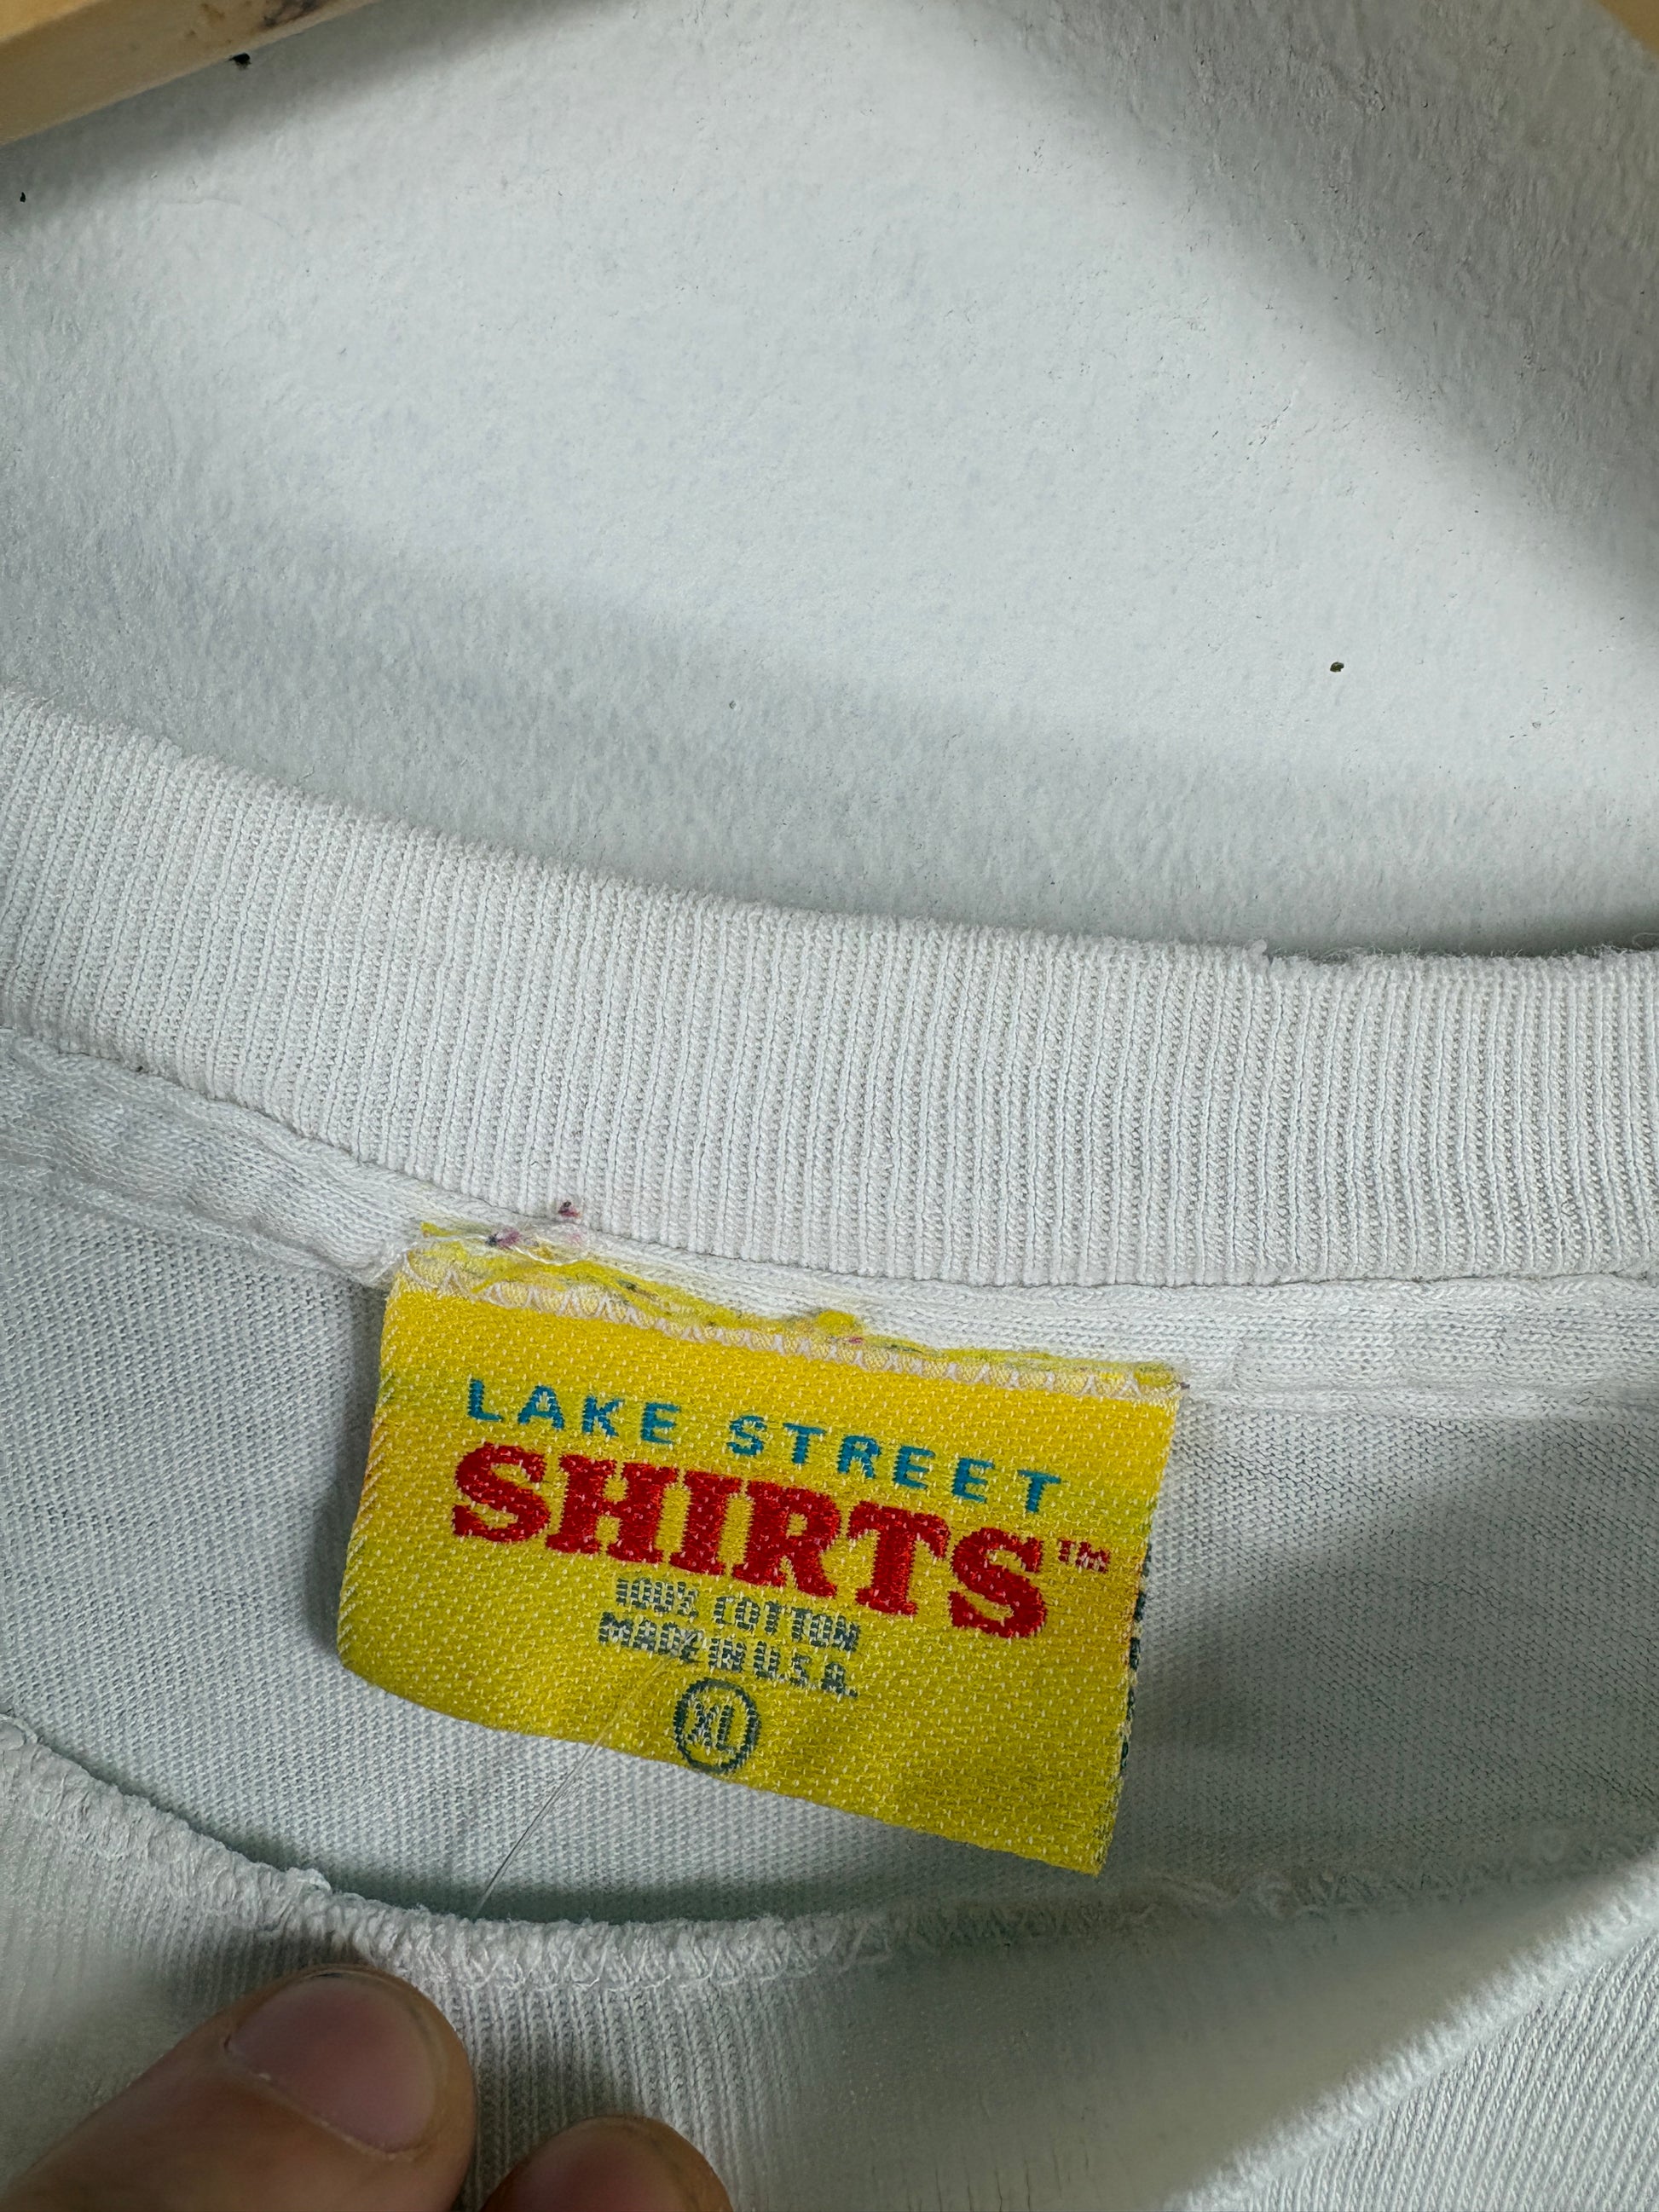 LAKE STREET
SHIRTS™
100% COTTON
MADE IN U.S.A.
XL